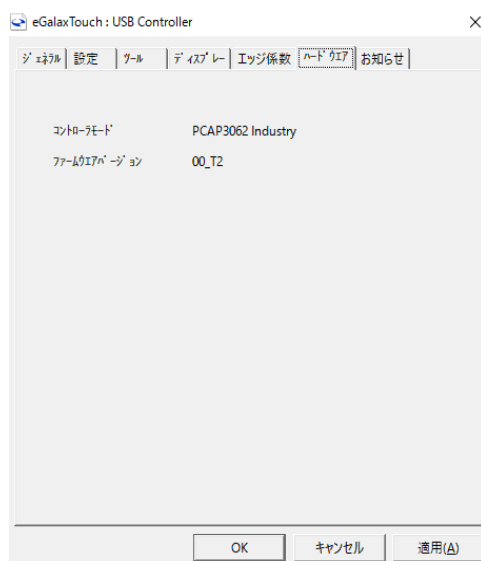 eGalaxTouch : USB Controller
ｼﾞｪﾈﾗﾙ 設定 ﾂｰﾙ ﾃﾞｨｽﾌﾟﾚｰ エッジ係数 ﾊｰﾄﾞｳｴｱ お知らせ
ｺﾝﾄﾛｰﾗﾓｰﾄﾞ PCAP3062 Industry
ﾌｧｰﾑｳｴｱﾊﾞｰｼﾞｮﾝ 00_T2
OK キャンセル 適用(A)